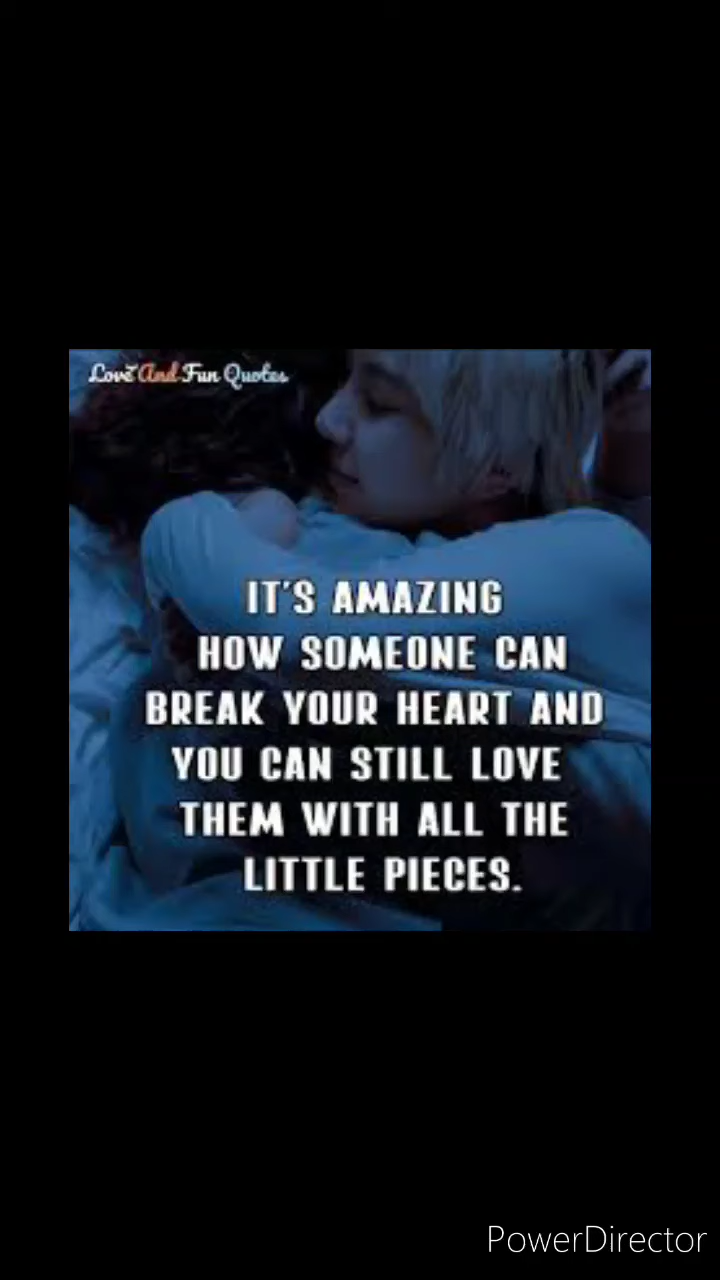 Love And Fun Quotes
IT'S AMAZING
HOW SOMEONE CAN
BREAK YOUR HEART AND
YOU CAN STILL LOVE
THEM WITH ALL THE
LITTLE PIECES.
PowerDirector